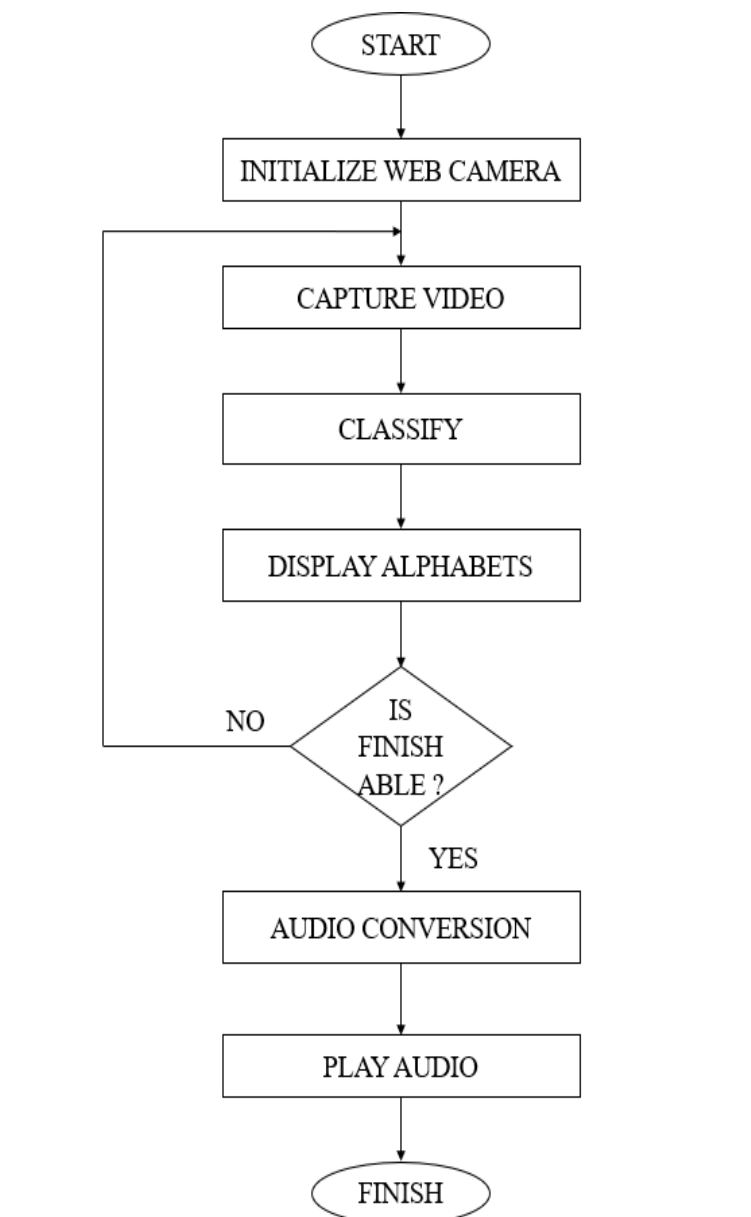 START
INITIALIZE WEB CAMERA
CAPTURE VIDEO
CLASSIFY
DISPLAY ALPHABETS
IS
FINISH
ABLE ?
NO
YES
AUDIO CONVERSION
PLAY AUDIO
FINISH